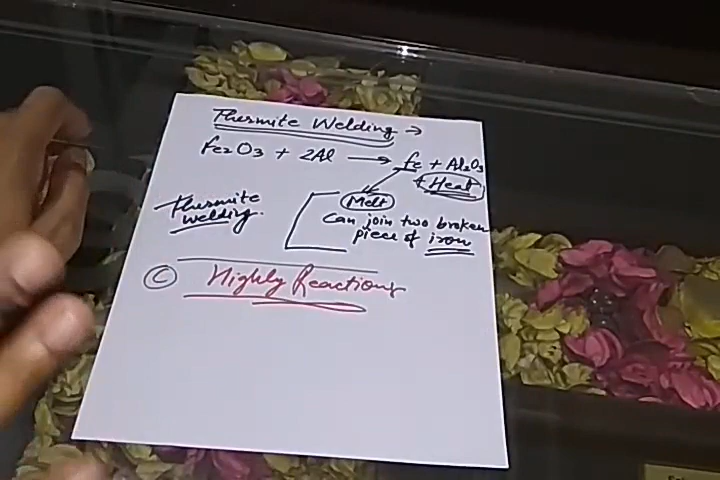 Thermite Welding →
Fe2O3 + 2Al → Fe + Al2O3
+ Heat
Melt
Thermite
Welding.
Can join two broken
piece of iron
C Highly Reactions